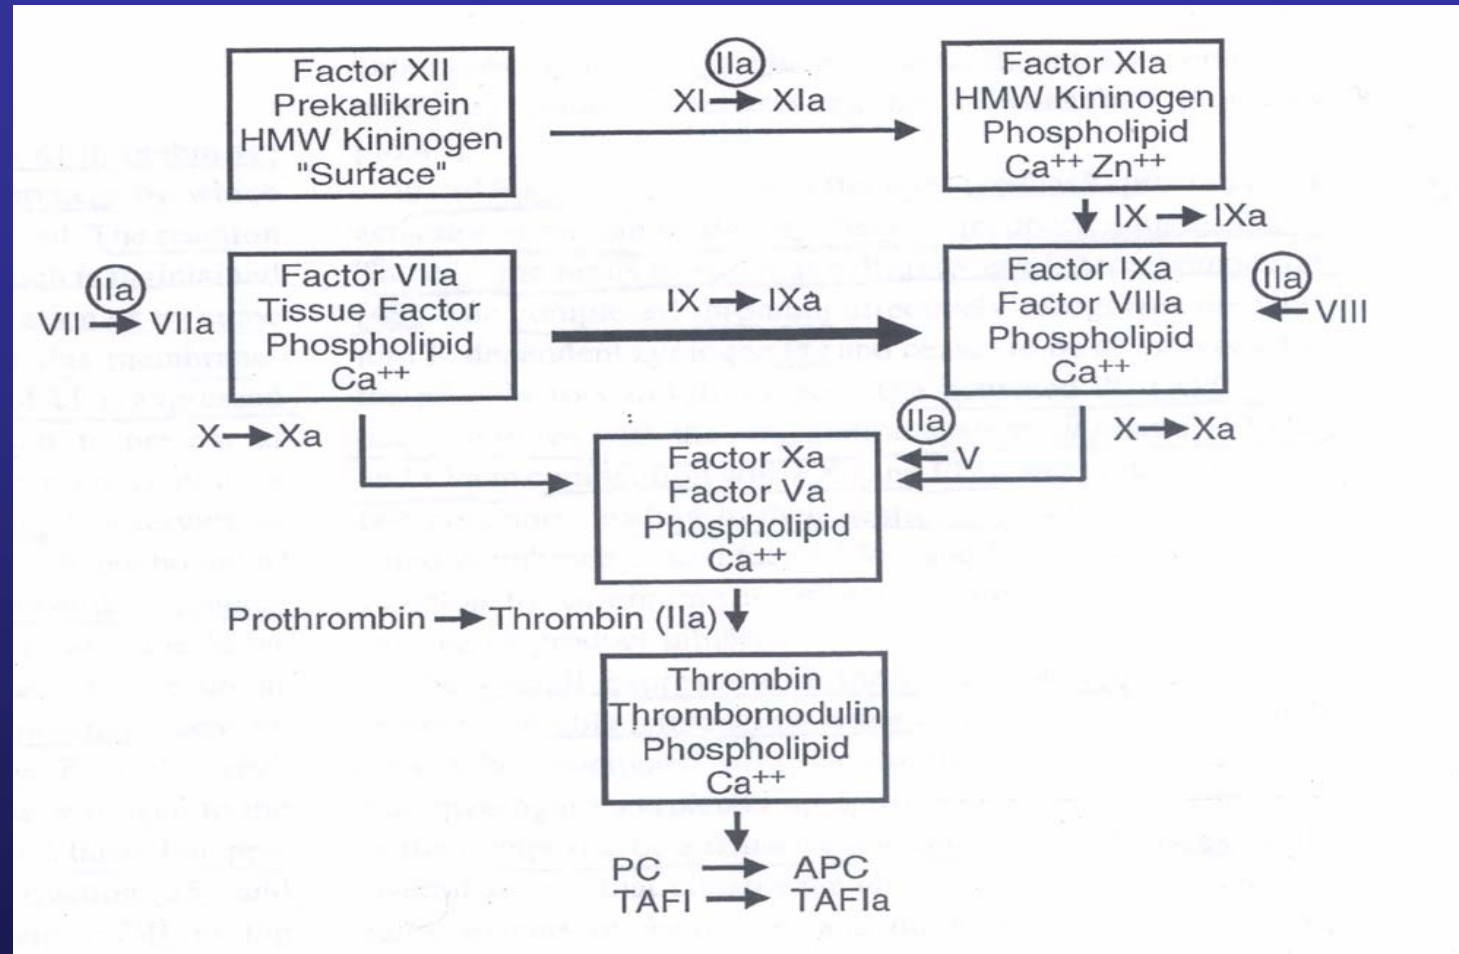 Factor XII
Prekallikrein
HMW Kininogen
"Surface"
IIa
XI → XIa
Factor XIa
HMW Kininogen
Phospholipid
Ca++ Zn++
IX → IXa
IIa
VII → VIIa
Factor VIIa
Tissue Factor
Phospholipid
Ca++
IX → IXa
Factor IXa
Factor VIIIa
Phospholipid
Ca++
IIa
VIII
X → Xa
IIa
V
X → Xa
Factor Xa
Factor Va
Phospholipid
Ca++
Prothrombin → Thrombin (IIa)
Thrombin
Thrombomodulin
Phospholipid
Ca++
PC → APC
TAFI → TAFIa